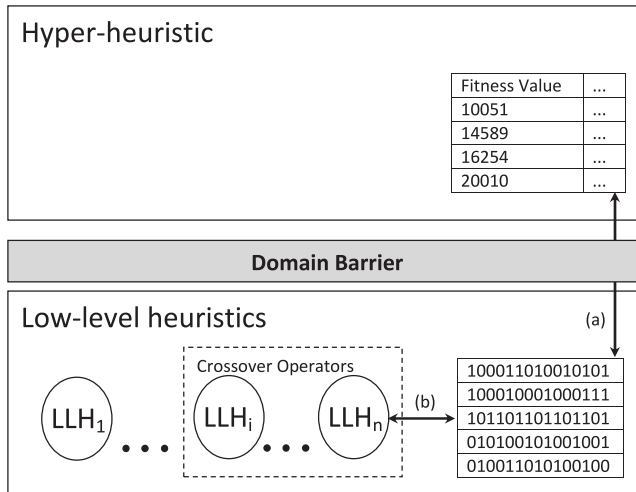 Hyper-heuristic
Fitness Value ...
10051 ...
14589 ...
16254 ...
20010 ...
Domain Barrier
Low-level heuristics
(a)
Crossover Operators
LLH1 ... LLHi ... LLHn
(b)
100011010010101
100010001000111
101101101101101
010100101001001
010011010100100